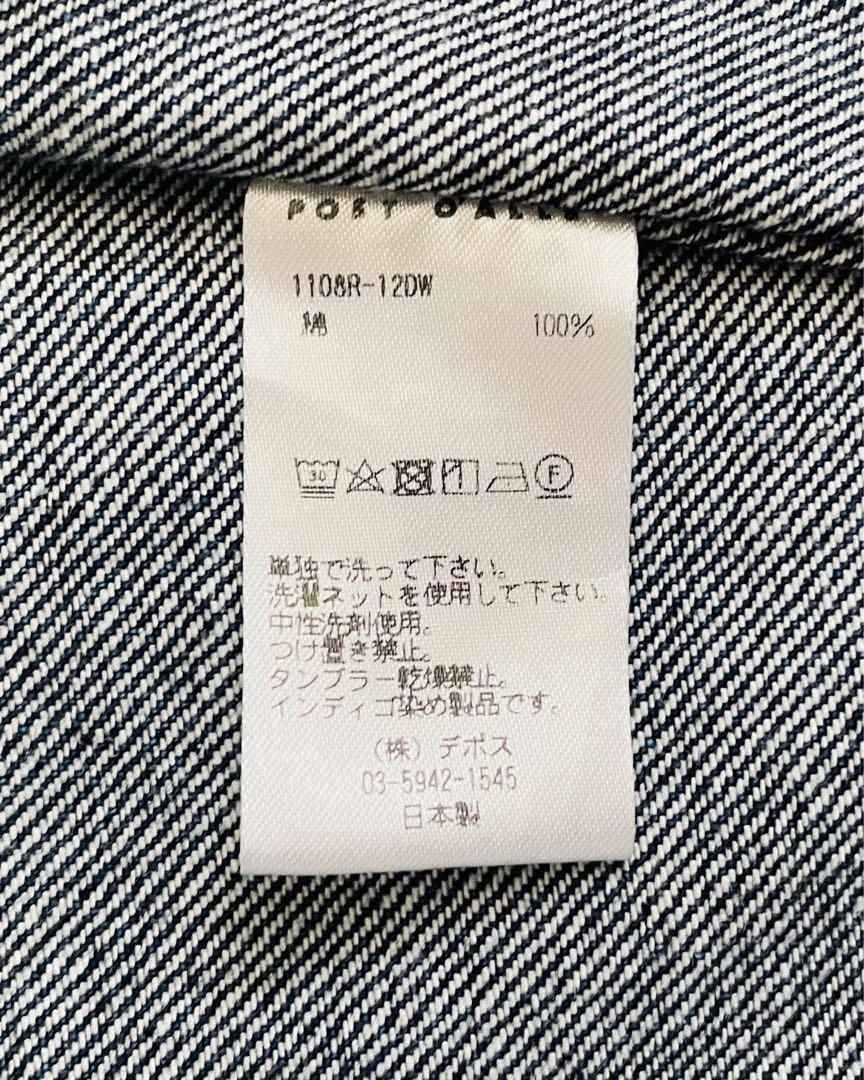 POST O'ALLS
1108R-12DW
綿 100%
30 F
単独で洗って下さい。
洗濯ネットを使用して下さい。
中性洗剤使用。
つけ置き禁止。
タンブラー乾燥禁止。
インディゴ染め製品です。
(株)デポス
03-5942-1545
日本製